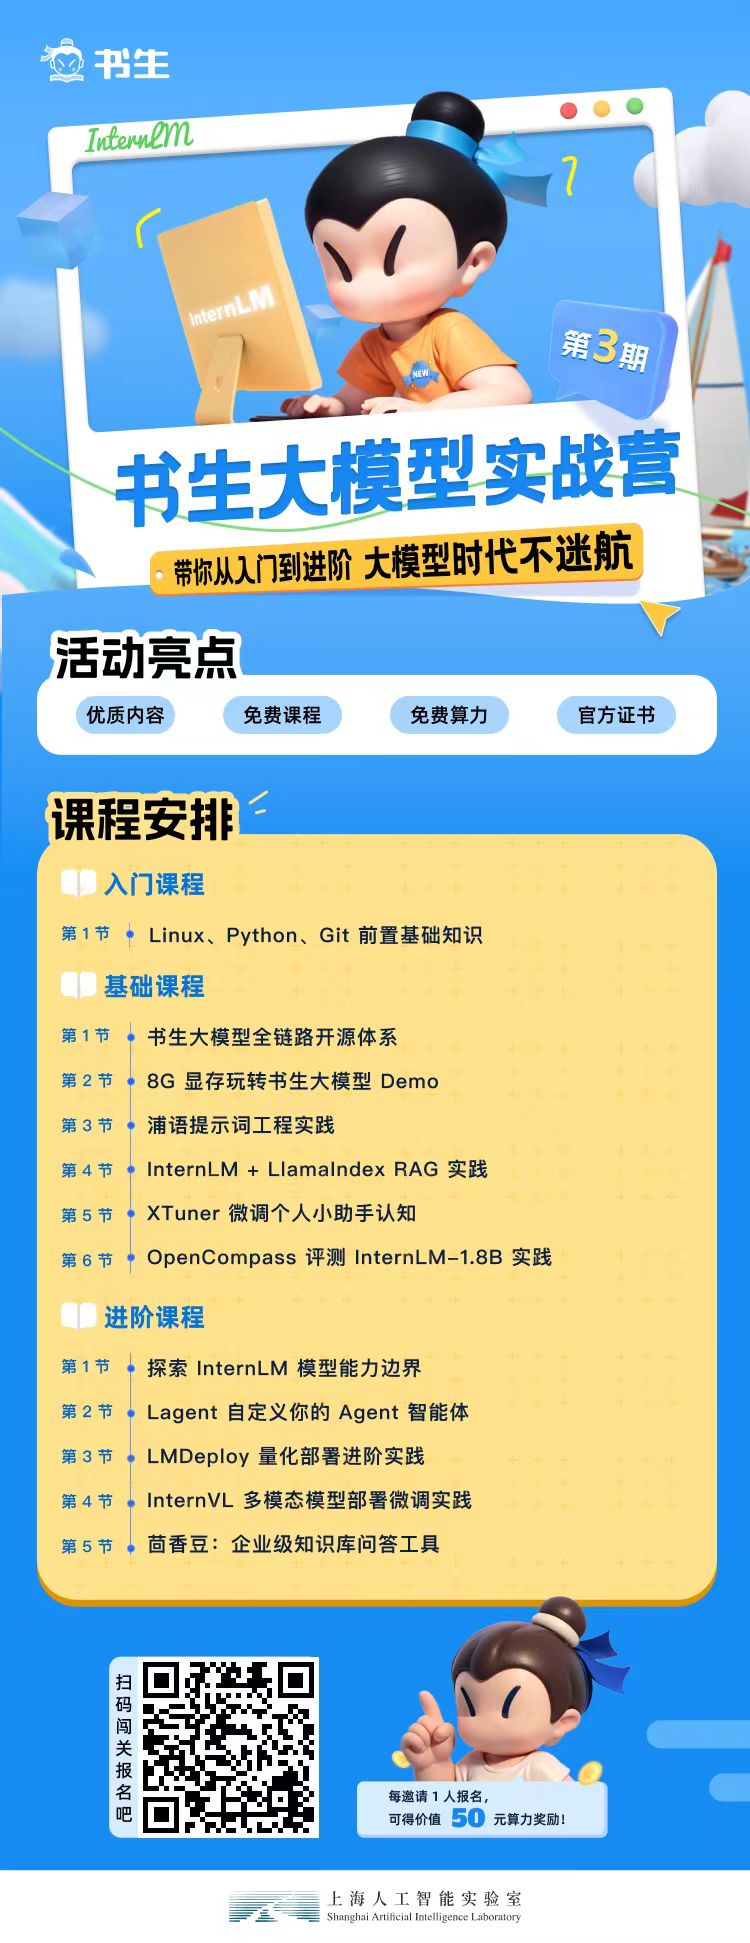 书生
InternLM
InternLM
NEW
第3期
书生大模型实战营
带你从入门到进阶 大模型时代不迷航
活动亮点
优质内容 免费课程 免费算力 官方证书
课程安排
入门课程
第1节 Linux、Python、Git 前置基础知识
基础课程
第1节 书生大模型全链路开源体系
第2节 8G 显存玩转书生大模型 Demo
第3节 浦语提示词工程实践
第4节 InternLM + LlamaIndex RAG 实践
第5节 XTuner 微调个人小助手认知
第6节 OpenCompass 评测 InternLM-1.8B 实践
进阶课程
第1节 探索 InternLM 模型能力边界
第2节 Lagent 自定义你的 Agent 智能体
第3节 LMDeploy 量化部署进阶实践
第4节 InternVL 多模态模型部署微调实践
第5节 茴香豆：企业级知识库问答工具
扫码闯关报名吧
每邀请1人报名，
可得价值 50 元算力奖励！
上海人工智能实验室
Shanghai Artificial Intelligence Laboratory